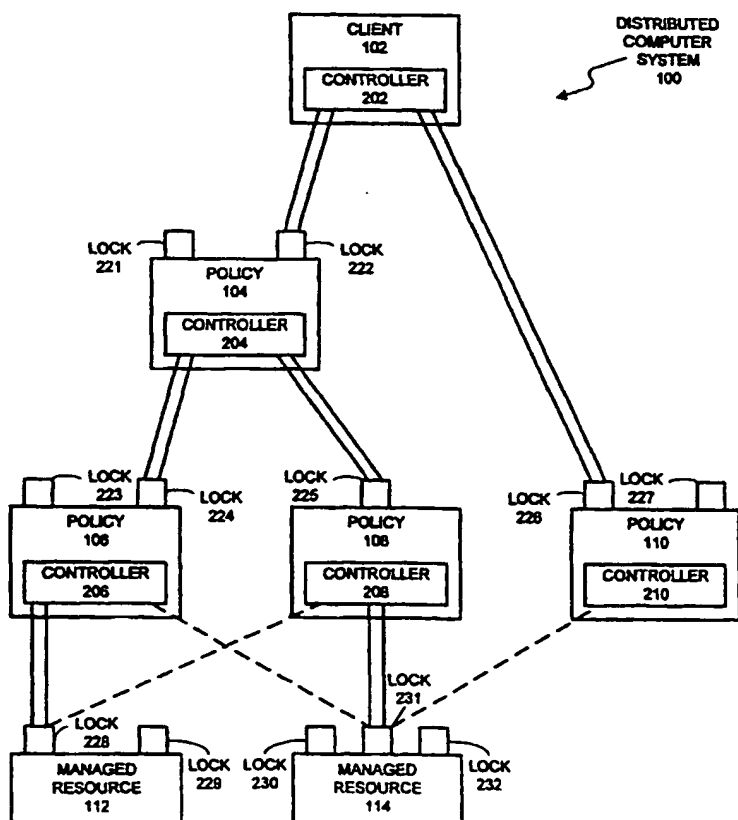 CLIENT
102
CONTROLLER
202
DISTRIBUTED
COMPUTER
SYSTEM
100
LOCK
221
LOCK
222
POLICY
104
CONTROLLER
204
LOCK
223
LOCK
224
LOCK
225
LOCK
226
LOCK
227
POLICY
106
CONTROLLER
206
POLICY
108
CONTROLLER
208
POLICY
110
CONTROLLER
210
LOCK
228
LOCK
229
LOCK
230
LOCK
231
LOCK
232
MANAGED
RESOURCE
112
MANAGED
RESOURCE
114